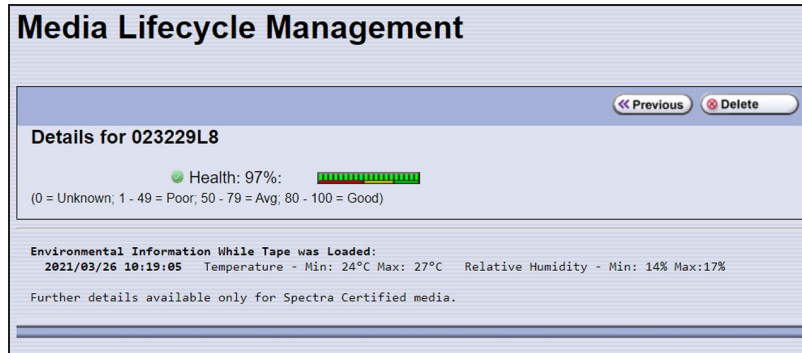 Media Lifecycle Management
Previous Delete
Details for 023229L8
Health: 97%:
(0 = Unknown; 1 - 49 = Poor; 50 - 79 = Avg; 80 - 100 = Good)
Environmental Information While Tape was Loaded:
2021/03/26 10:19:05 Temperature - Min: 24°C Max: 27°C Relative Humidity - Min: 14% Max:17%
Further details available only for Spectra Certified media.